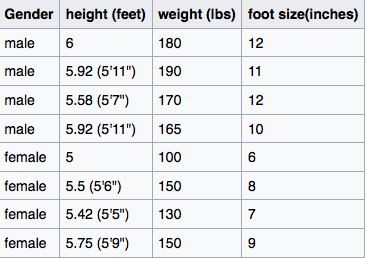 Gender height (feet) weight (lbs) foot size(inches)
male 6 180 12
male 5.92 (5'11") 190 11
male 5.58 (5'7") 170 12
male 5.92 (5'11") 165 10
female 5 100 6
female 5.5 (5'6") 150 8
female 5.42 (5'5") 130 7
female 5.75 (5'9") 150 9